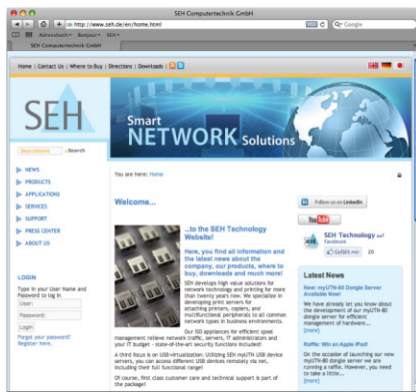 SEH Computertechnik GmbH
http://www.seh.de/en/home.html
Google
Adressbuch Bonjour SEH
SEH Computertechnik GmbH
Home | Contact Us | Where to Buy | Directions | Downloads |
SEH
Smart
NETWORK Solutions
Search
NEWS
PRODUCTS
APPLICATIONS
SERVICES
SUPPORT
PRESS CENTER
ABOUT US
LOGIN
Type in your User Name and
Password to log in
User:
Password:
Login
Forgot your password?
Register here.
You are here: Home
Welcome...
...to the SEH Technology
Website!
Here, you find all information and
the latest news about the
company, our products, where to
buy, downloads and much more!
SEH develops high value solutions for
network technology and printing for more
than twenty years now. We specialize in
developing print servers for
attaching printers, copiers, and
multifunctional peripherals to all common
network types in business environments.
Our ISD appliances for efficient spool
management relieve network traffic, servers, IT administrators and
your IT budget - state-of-the-art security functions included!
A third focus is on USB-virtualization: Utilizing SEH myUTN USB device
servers, you can access different USB devices remotely via net,
including their full functional range!
Of course, first class customer care and technical support is part of
the package!
Follow us on LinkedIn
YouTube
SEH Technology auf
Facebook
Gefällt mir 20
Latest News
New: myUTN-80 Dongle Server
Available Now!
We have already let you know about
the development of our myUTN-80
dongle server for efficient
management of hardware...
[more]
Raffle: Win an Apple iPad!
On the occasion of launching our new
myUTN-80 dongle server we are
running a raffle. However, you need
to take a little...
[more]